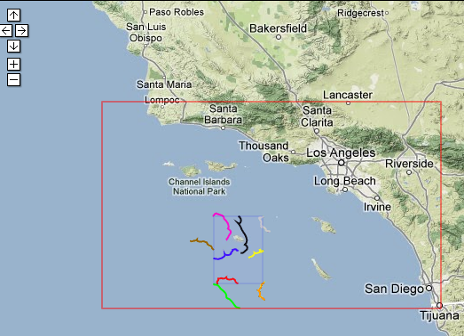 Paso Robles
Ridgecrest
Bakersfield
San Luis
Obispo
Santa Maria
Lompoc
Lancaster
Santa
Barbara
Santa
Clarita
Thousand
Oaks
Los Angeles
Riverside
Channel Islands
National Park
Long Beach
Irvine
San Diego
Tijuana